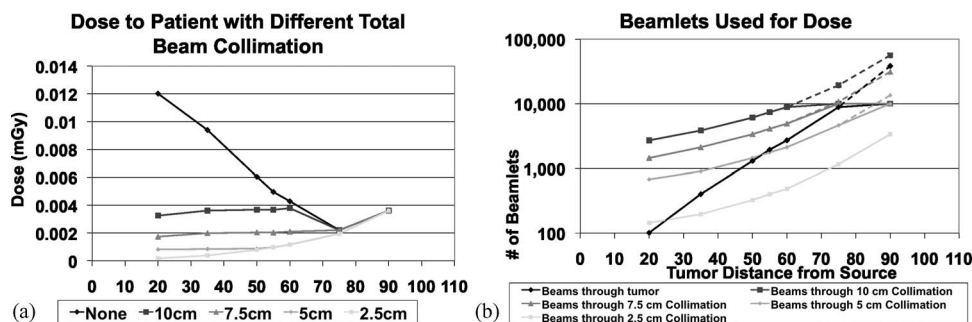 Dose to Patient with Different Total
Beam Collimation
0.014
0.012
0.010
0.008
0.006
0.004
0.002
0
Dose (mGy)
0 10 20 30 40 50 60 70 80 90 100 110
(a)
None 10cm 7.5cm 5cm 2.5cm
(b)
Beamlets Used for Dose
100,000
10,000
1,000
100
# of Beamlets
0 10 20 30 40 50 60 70 80 90 100 110
Tumor Distance from Source
Beams through tumor
Beams through 10 cm Collimation
Beams through 7.5 cm Collimation
Beams through 5 cm Collimation
Beams through 2.5 cm Collimation